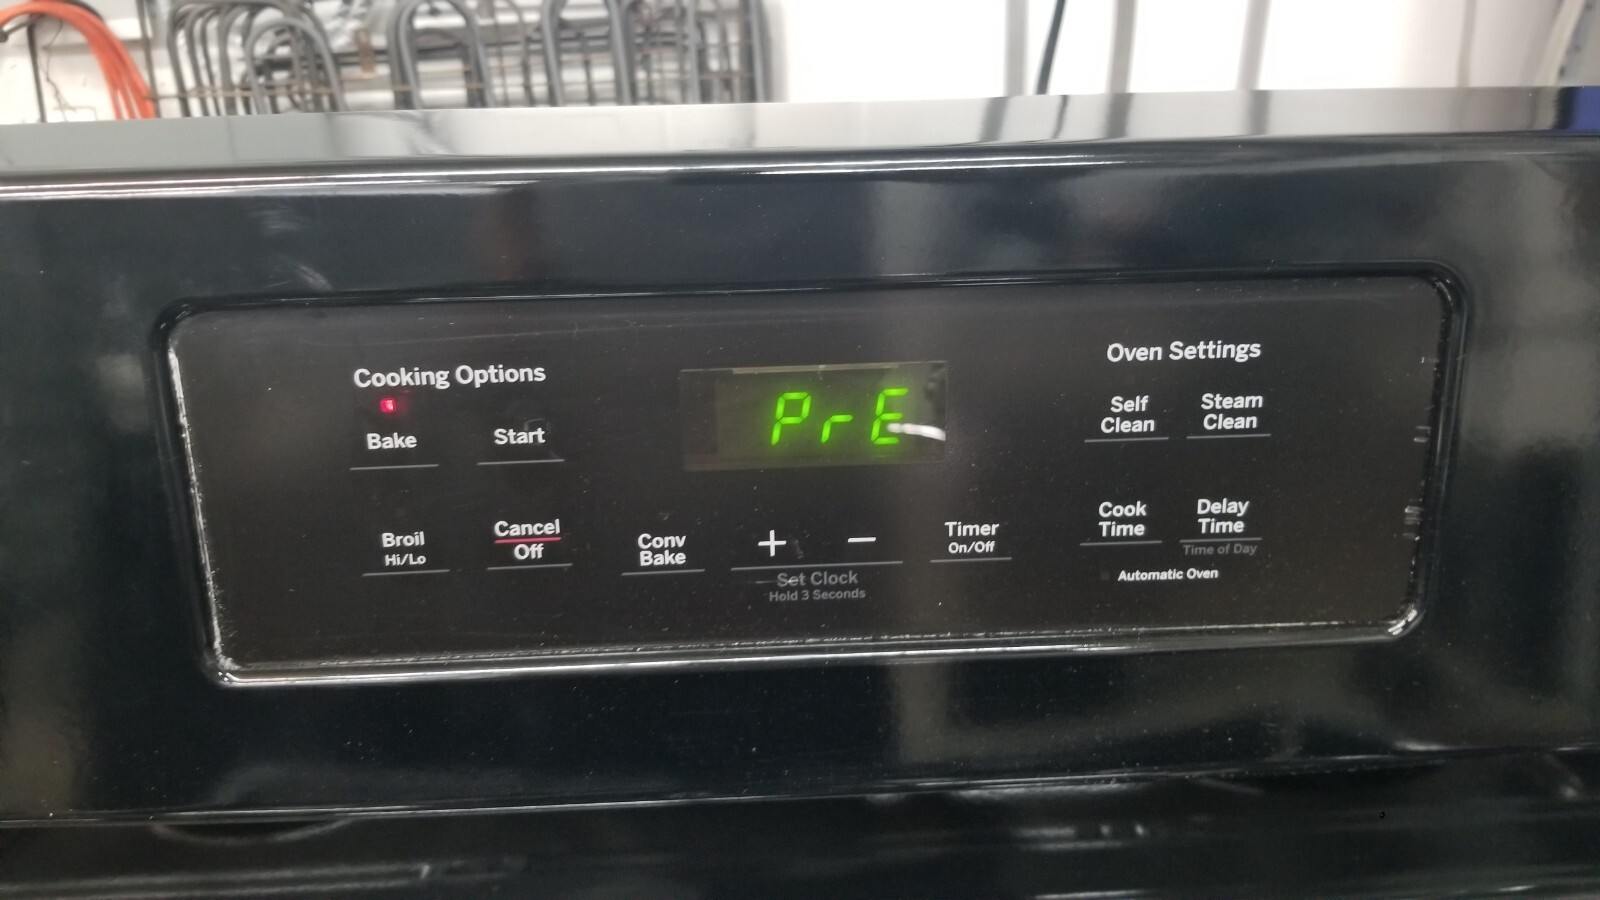 Cooking Options
Bake
Start
Broil
Hi/Lo
Cancel
Off
Conv
Bake
PrE
+ −
Set Clock
Hold 3 Seconds
Timer
On/Off
Oven Settings
Self
Clean
Steam
Clean
Cook
Time
Delay
Time
Time of Day
Automatic Oven